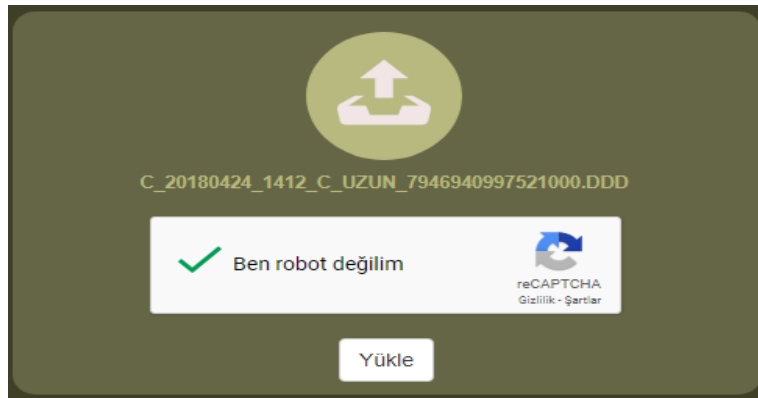 C_20180424_1412_C_UZUN_7946940997521000.DDD
Ben robot değilim
reCAPTCHA
Gizlilik - Şartlar
Yükle